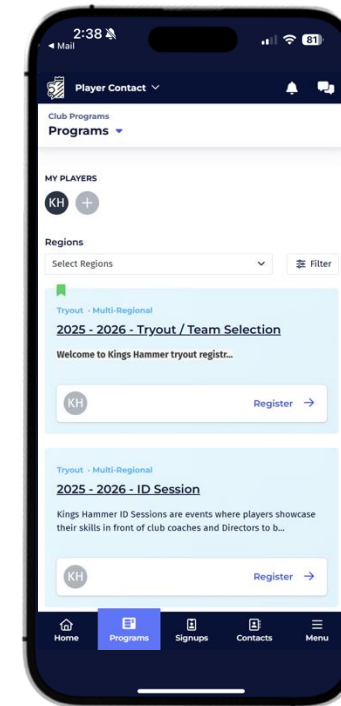 2:38
81
◄ Mail
Player Contact
Club Programs
Programs
MY PLAYERS
KH +
Regions
Select Regions
Filter
Tryout · Multi-Regional
2025 - 2026 - Tryout / Team Selection
Welcome to Kings Hammer tryout registr...
KH Register →
Tryout · Multi-Regional
2025 - 2026 - ID Session
Kings Hammer ID Sessions are events where players showcase
their skills in front of club coaches and Directors to b...
KH Register →
Home Programs Signups Contacts Menu